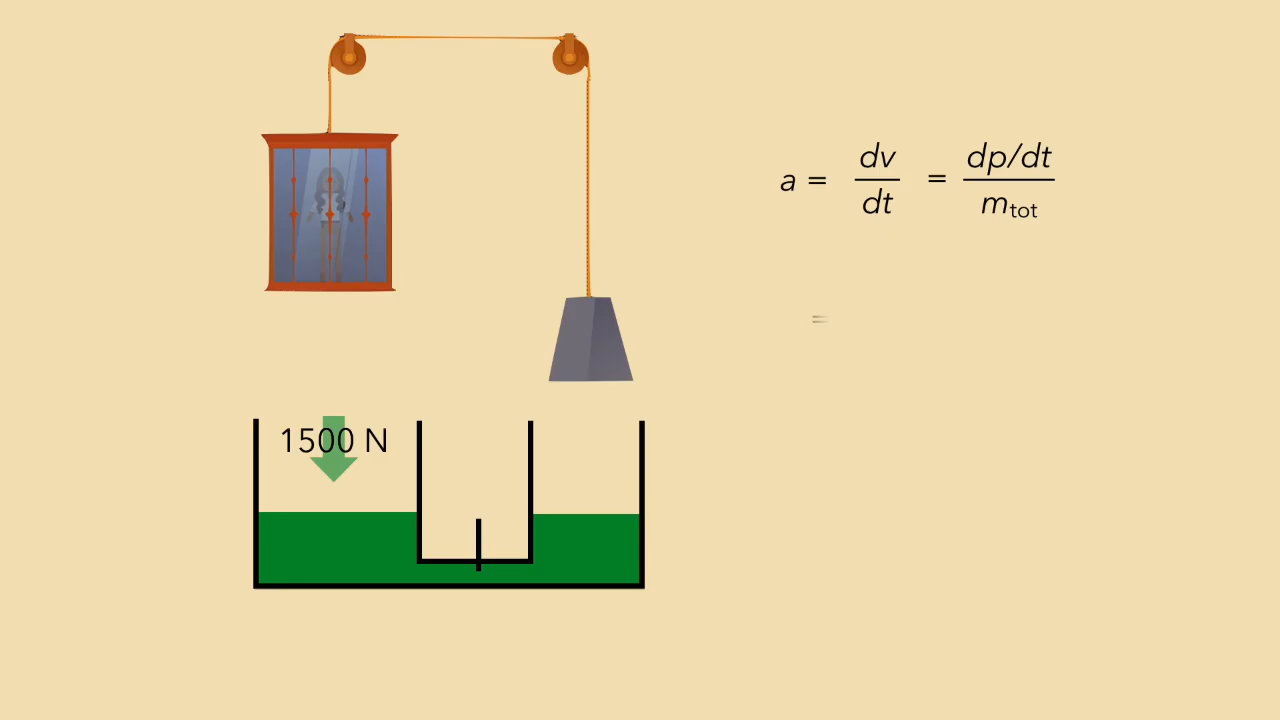 a = dv/dt = dp/dt / m_tot
=
1500 N